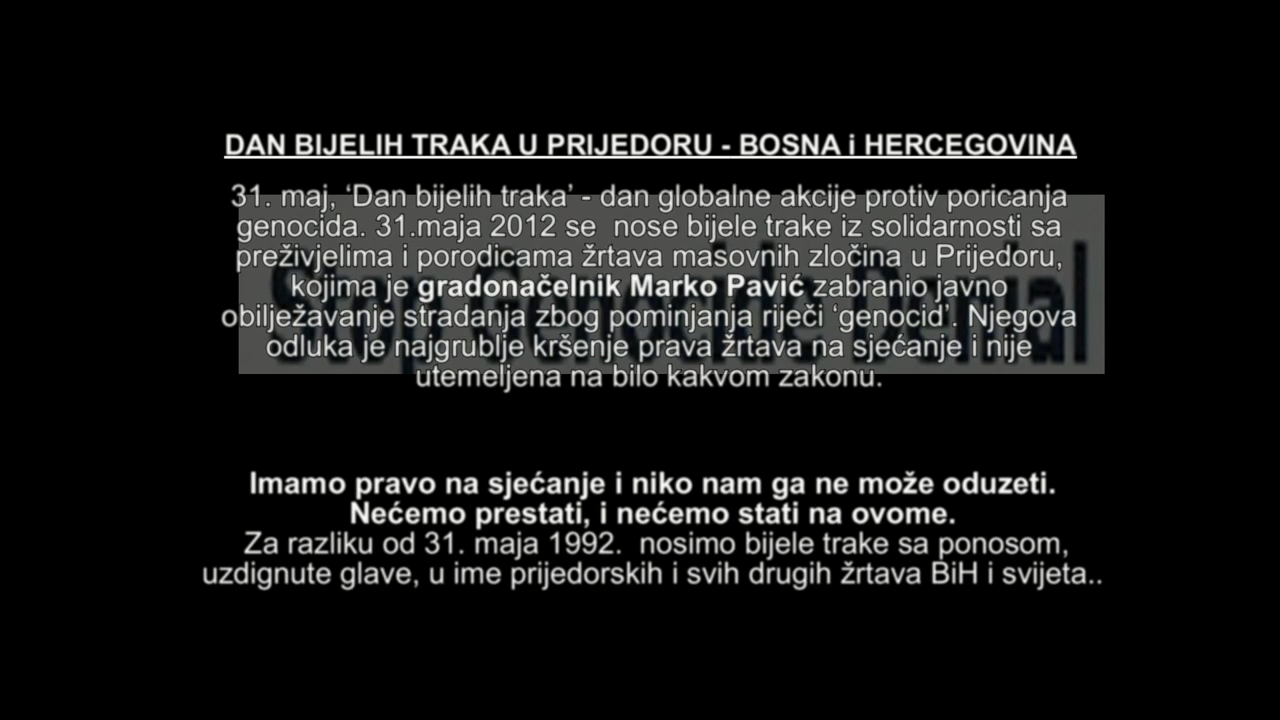 DAN BIJELIH TRAKA U PRIJEDORU - BOSNA i HERCEGOVINA
31. maj, ‘Dan bijelih traka’ - dan globalne akcije protiv poricanja
genocida. 31.maja 2012 se  nose bijele trake iz solidarnosti sa
preživjelima i porodicama žrtava masovnih zločina u Prijedoru,
kojima je gradonačelnik Marko Pavić zabranio javno
obilježavanje stradanja zbog pominjanja riječi ‘genocid’. Njegova
odluka je najgrublje kršenje prava žrtava na sjećanje i nije
utemeljena na bilo kakvom zakonu.
Stop Genocide Denial
Imamo pravo na sjećanje i niko nam ga ne može oduzeti.
Nećemo prestati, i nećemo stati na ovome.
Za razliku od 31. maja 1992.  nosimo bijele trake sa ponosom,
uzdignute glave, u ime prijedorskih i svih drugih žrtava BiH i svijeta..